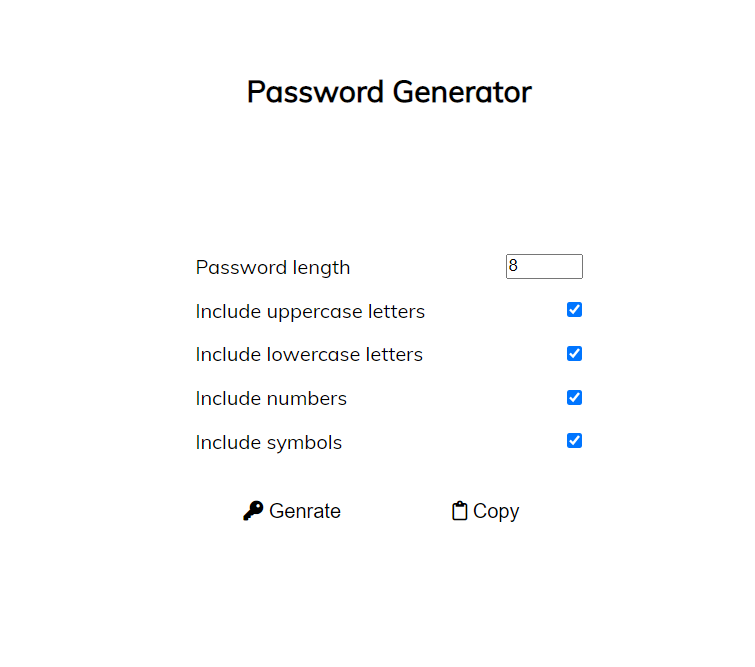 Password Generator
Password length 8
Include uppercase letters
Include lowercase letters
Include numbers
Include symbols
Genrate Copy